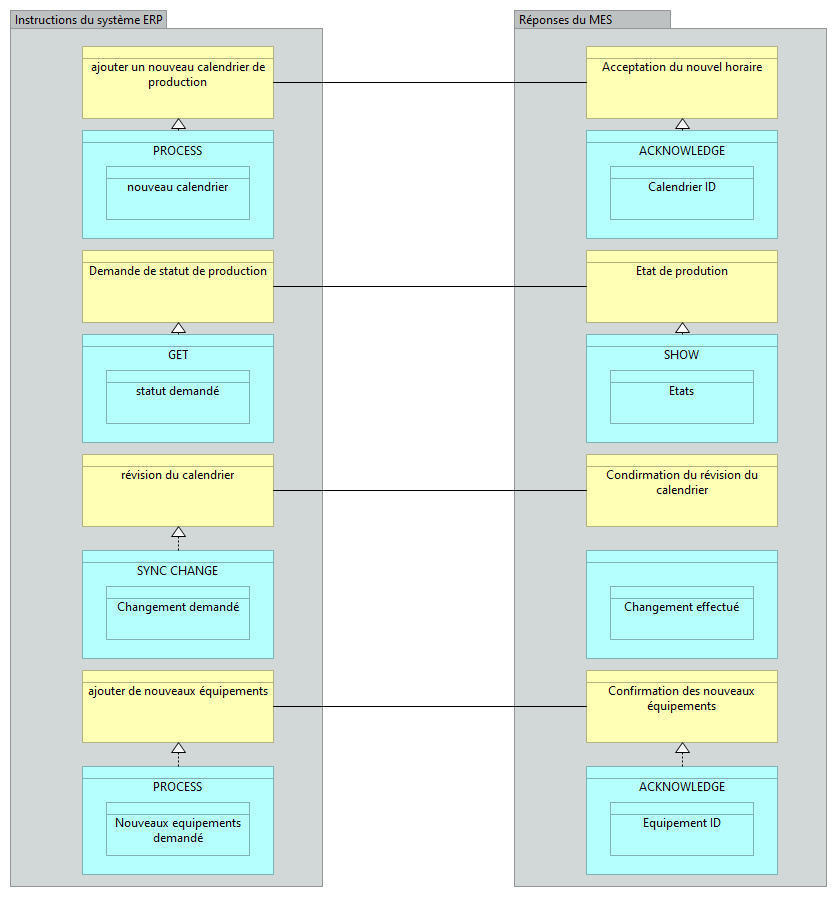 Instructions du système ERP
Réponses du MES
ajouter un nouveau calendrier de
production
Acceptation du nouvel horaire
PROCESS
nouveau calendrier
ACKNOWLEDGE
Calendrier ID
Demande de statut de production
Etat de prodution
GET
statut demandé
SHOW
Etats
révision du calendrier
Condirmation du révision du
calendrier
SYNC CHANGE
Changement demandé
Changement effectué
ajouter de nouveaux équipements
Confirmation des nouveaux
équipements
PROCESS
Nouveaux equipements
demandé
ACKNOWLEDGE
Equipement ID